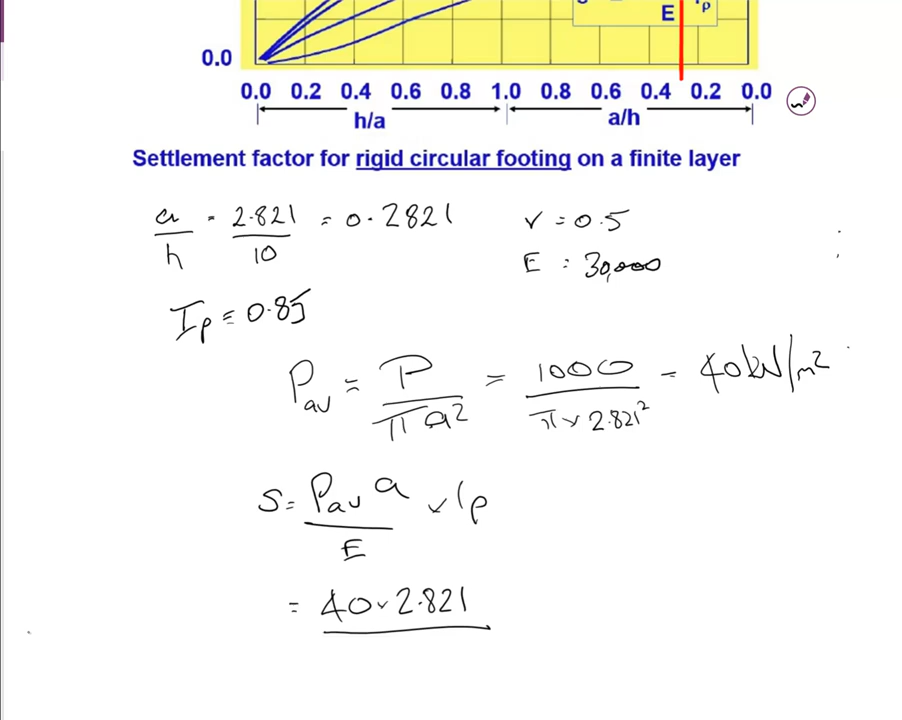 E Iₚ
0.0
0.0 0.2 0.4 0.6 0.8 1.0 0.8 0.6 0.4 0.2 0.0
h/a a/h
Settlement factor for rigid circular footing on a finite layer
a/h = 2.821/10 = 0.2821
ν = 0.5
E = 30,000
Ip = 0.85
Pav = P/πa² = 1000/π×2.821² = 40kN/m²
S = Pav a/E × Ip
= 40×2.821